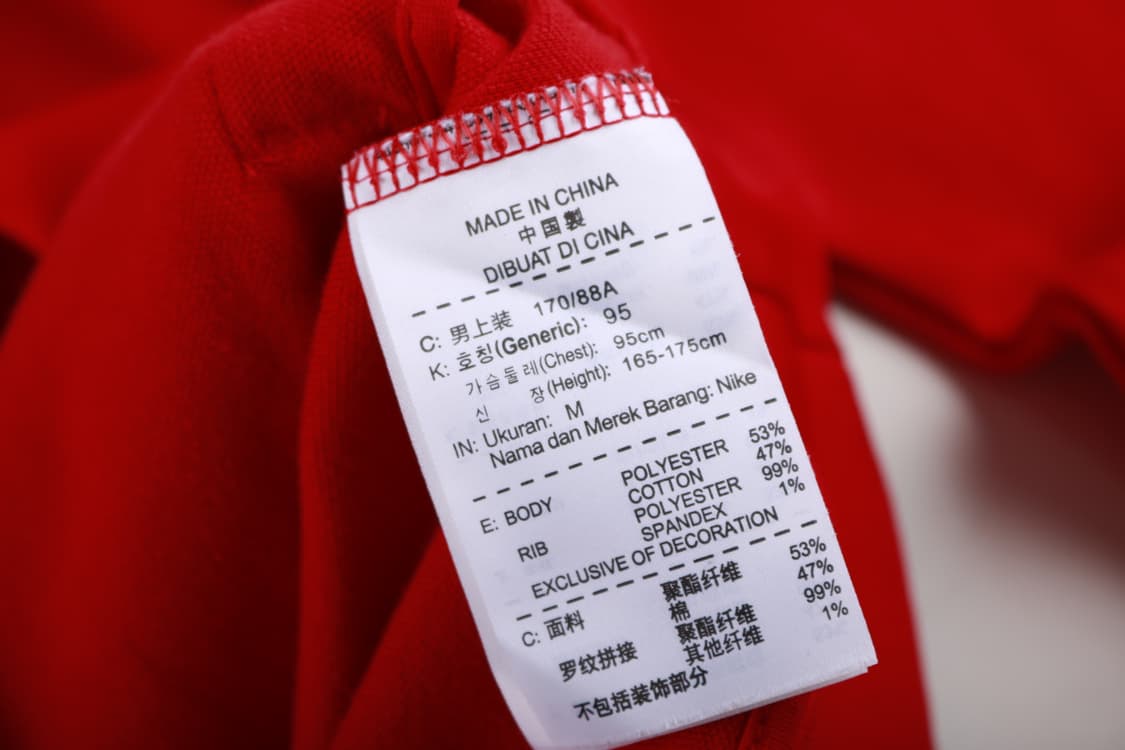 MADE IN CHINA
中国製
DIBUAT DI CINA
C: 男上装 170/88A
K: 호칭(Generic): 95
가슴둘레(Chest): 95cm
신 장(Height): 165-175cm
IN: Ukuran: M
Nama dan Merek Barang: Nike
E: BODY POLYESTER 53%
COTTON 47%
RIB POLYESTER 99%
SPANDEX 1%
EXCLUSIVE OF DECORATION
C: 面料 聚酯纤维 53%
棉 47%
罗纹拼接 聚酯纤维 99%
其他纤维 1%
不包括装饰部分